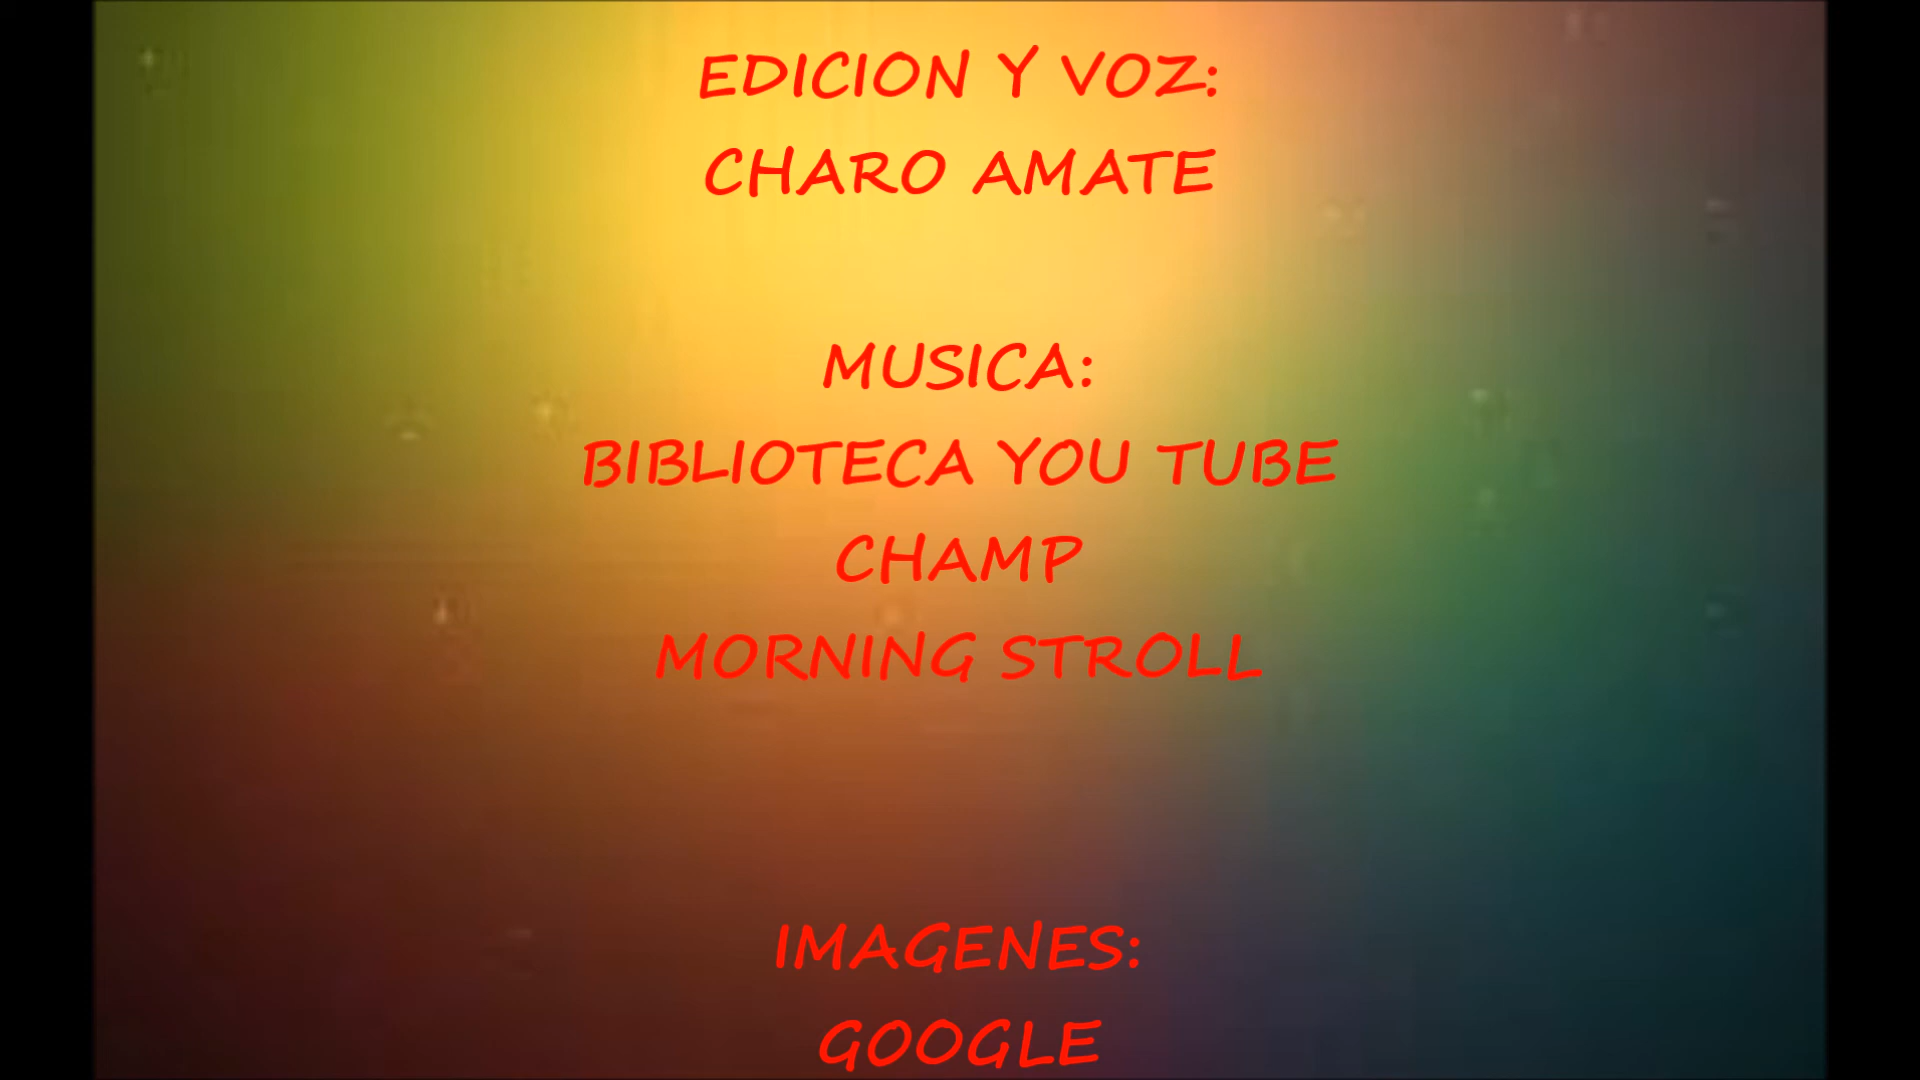 EDICION Y VOZ:
CHARO AMATE
MUSICA:
BIBLIOTECA YOU TUBE
CHAMP
MORNING STROLL
IMAGENES:
GOOGLE